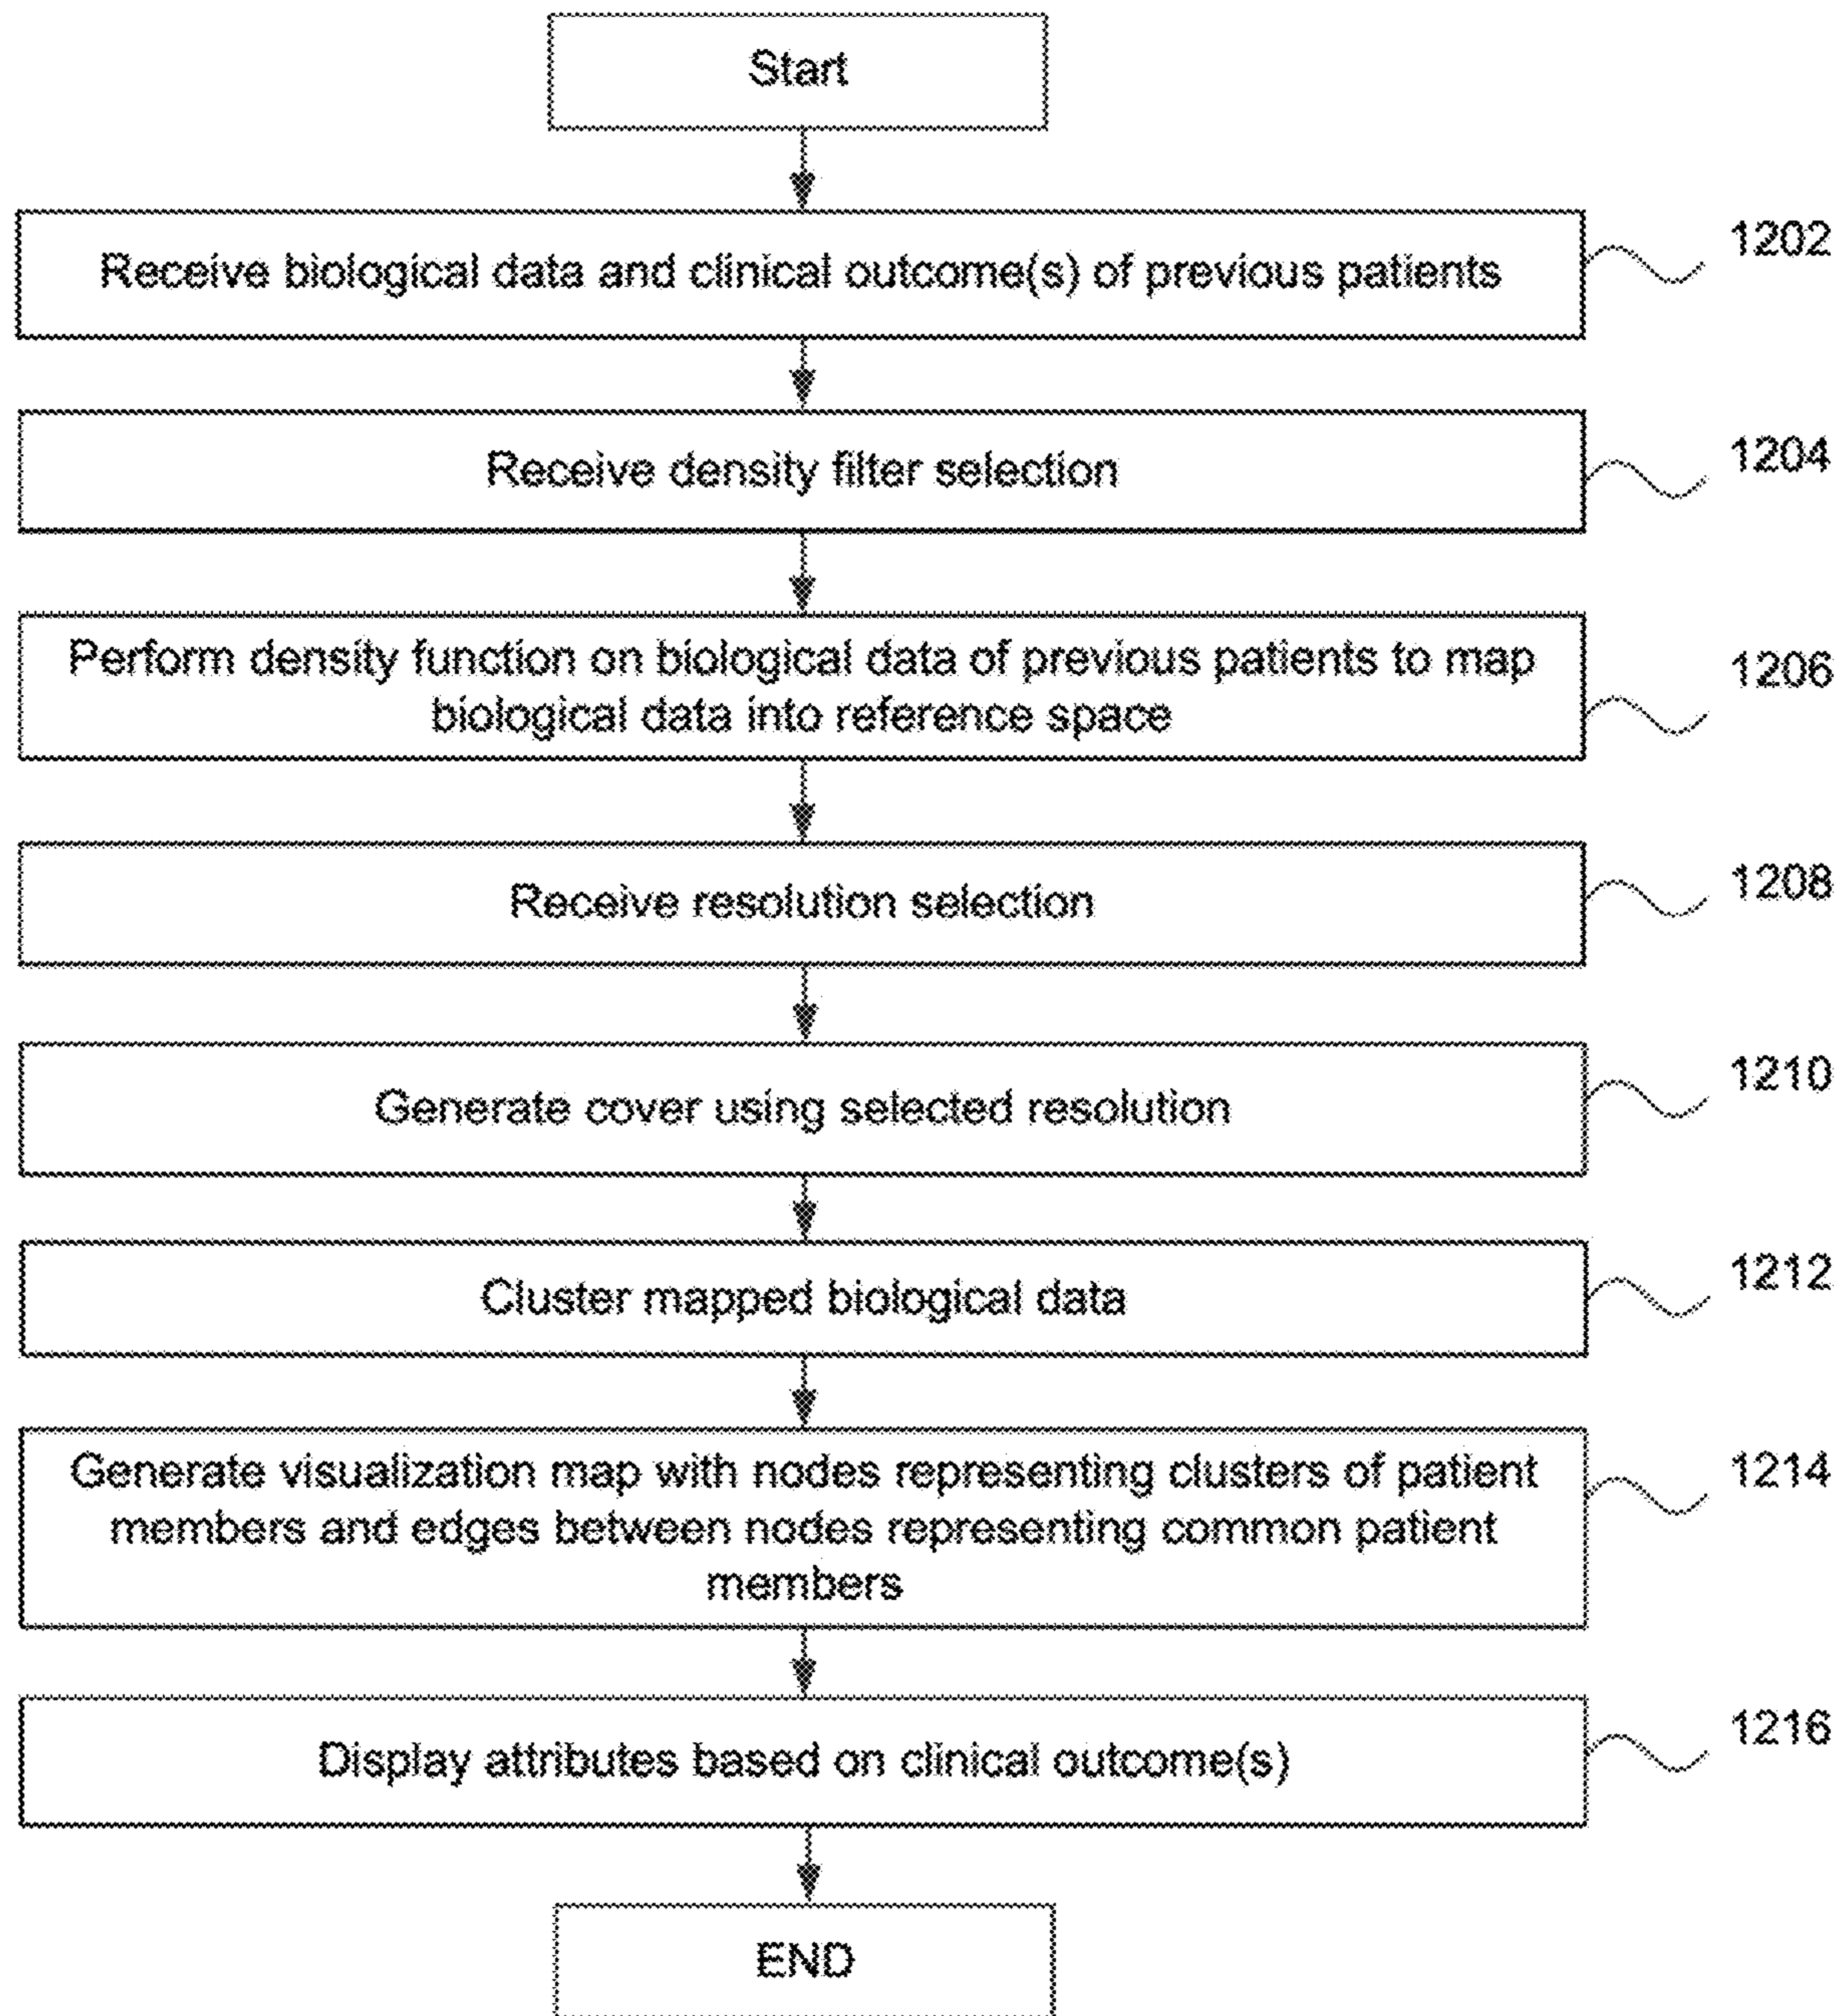 Start
Receive biological data and clinical outcome(s) of previous patients
1202
Receive density filter selection
1204
Perform density function on biological data of previous patients to map
biological data into reference space
1206
Receive resolution selection
1208
Generate cover using selected resolution
1210
Cluster mapped biological data
1212
Generate visualization map with nodes representing clusters of patient
members and edges between nodes representing common patient
members
1214
Display attributes based on clinical outcome(s)
1216
END